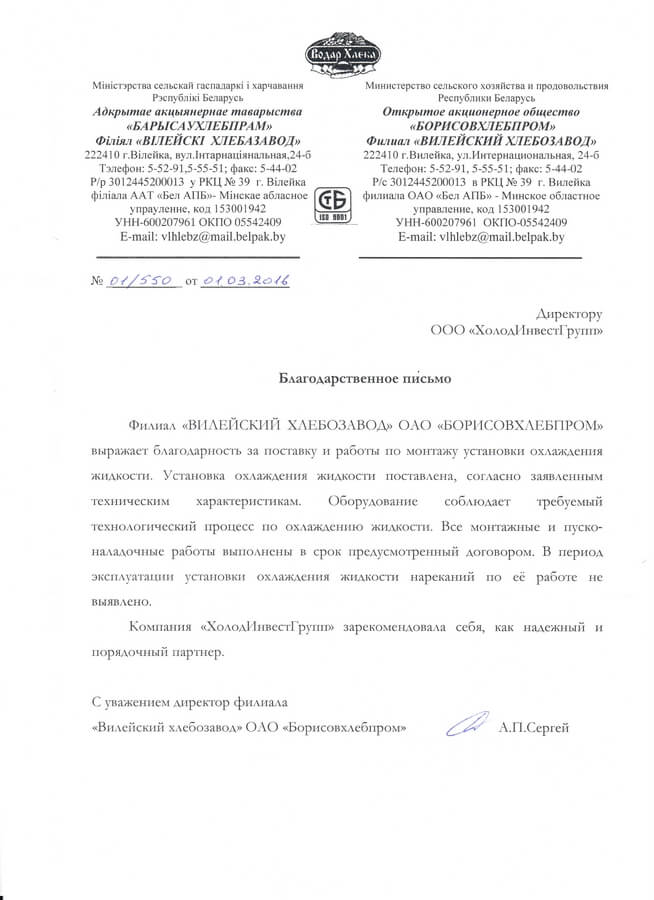 Водар Хлеба
Міністэрства сельскай гаспадаркі і харчавання
Рэспублікі Беларусь
Адкрытае акцыянернае таварыства
«БАРЫСАУХЛЕБПРАМ»
Філіял «ВІЛЕЙСКІ ХЛЕБАЗАВОД»
222410 г.Вілейка, вул.Інтарнаціянальная,24-б
Тэлефон: 5-52-91,5-55-51; факс: 5-44-02
Р/р 3012445200013 у РКЦ № 39 г. Вілейка
філіала ААТ «Бел АПБ»- Мінскае абласное
упрауленне, код 153001942
УНН-600207961 ОКПО 05542409
E-mail: vlhlebz@mail.belpak.by
СТБ
ISO 9001
Министерство сельского хозяйства и продовольствия
Республики Беларусь
Открытое акционерное общество
«БОРИСОВХЛЕБПРОМ»
Филиал «ВИЛЕЙСКИЙ ХЛЕБОЗАВОД»
222410 г.Вилейка, ул.Интернациональная, 24-б
Телефон: 5-52-91, 5-55-51; факс: 5-44-02
Р/с 3012445200013 в РКЦ № 39 г. Вилейка
филиала ОАО «Бел АПБ» - Минское областное
управление, код 153001942
УНН-600207961 ОКПО-05542409
E-mail: vlhlebz@mail.belpak.by
№ 01/550 от 01.03.2016
Директору
ООО «ХолодИнвестГрупп»
Благодарственное письмо
Филиал «ВИЛЕЙСКИЙ ХЛЕБОЗАВОД» ОАО «БОРИСОВХЛЕБПРОМ»
выражает благодарность за поставку и работы по монтажу установки охлаждения
жидкости. Установка охлаждения жидкости поставлена, согласно заявленным
техническим характеристикам. Оборудование соблюдает требуемый
технологический процесс по охлаждению жидкости. Все монтажные и пуско-
наладочные работы выполнены в срок предусмотренный договором. В период
эксплуатации установки охлаждения жидкости нареканий по её работе не
выявлено.
Компания «ХолодИнвестГрупп» зарекомендовала себя, как надежный и
порядочный партнер.
С уважением директор филиала
«Вилейский хлебозавод» ОАО «Борисовхлебпром» А.П.Сергей